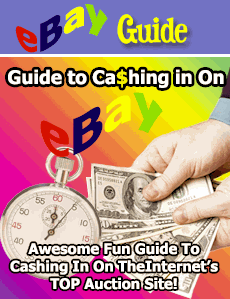 eBay Guide
Guide to Ca$hing in On
eBay
Awesome Fun Guide To
Cashing In On TheInternet's
TOP Auction Site!